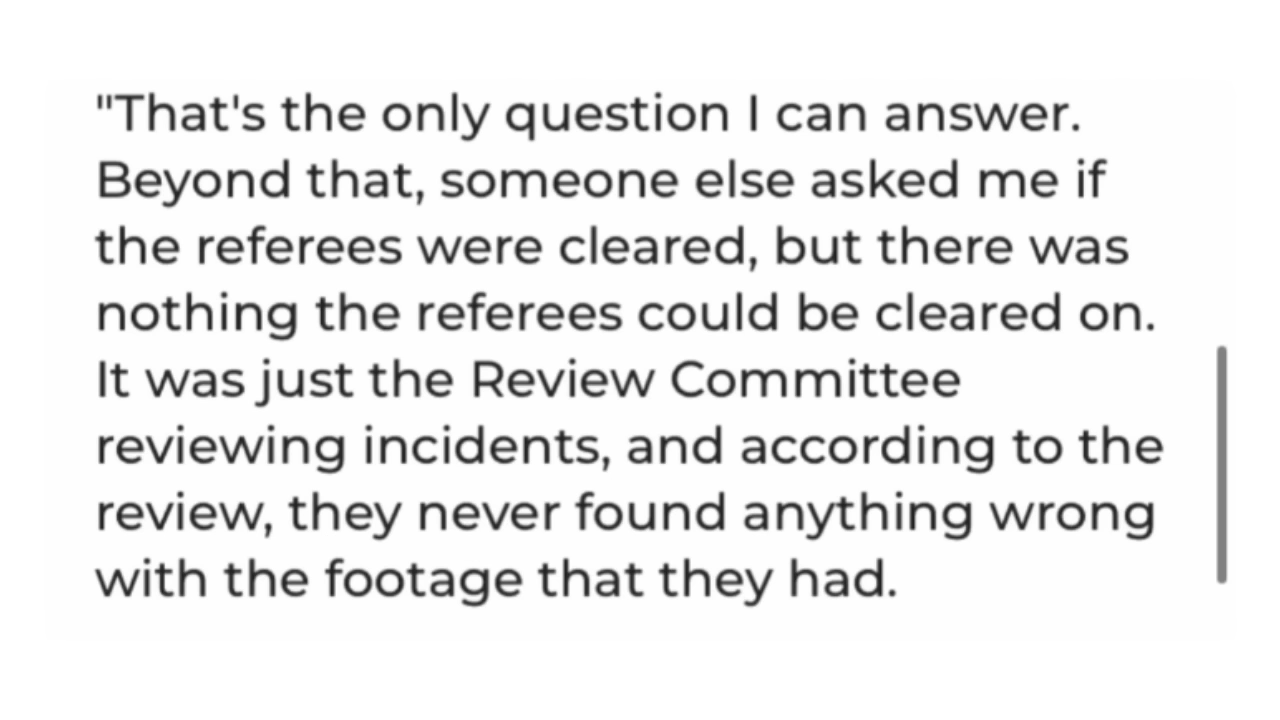 "That's the only question I can answer.
Beyond that, someone else asked me if
the referees were cleared, but there was
nothing the referees could be cleared on.
It was just the Review Committee
reviewing incidents, and according to the
review, they never found anything wrong
with the footage that they had.